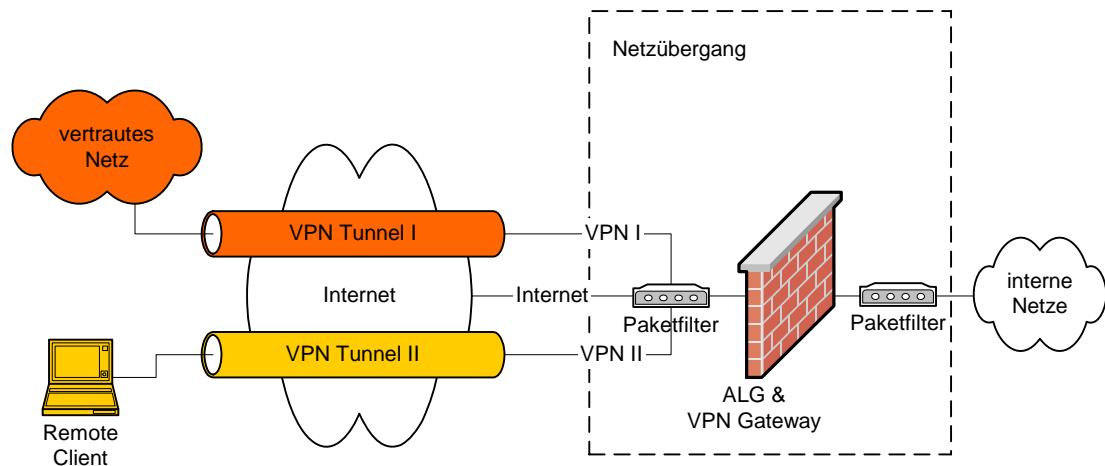 Netzübergang
vertrautes
Netz
VPN Tunnel I
VPN I
Internet
Internet
Paketfilter
Paketfilter
interne
Netze
VPN Tunnel II
VPN II
ALG &
VPN Gateway
Remote
Client